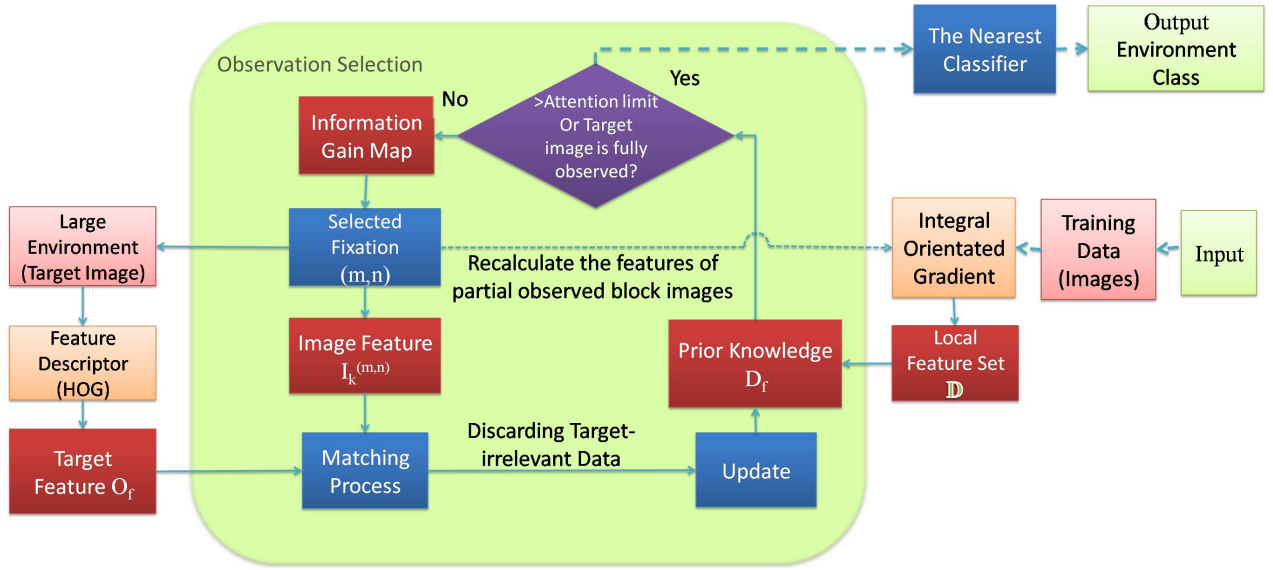 Observation Selection
The Nearest
Classifier
Output
Environment
Class
No
Yes
>Attention limit
Or Target
image is fully
observed?
Information
Gain Map
Large
Environment
(Target Image)
Selected
Fixation
(m,n)
Recalculate the features of
partial observed block images
Integral
Orientated
Gradient
Training
Data
(Images)
Input
Feature
Descriptor
(HOG)
Image Feature
Iₖ⁽ᵐ,ⁿ⁾
Prior Knowledge
D_f
Local
Feature Set
𝔻
Target
Feature O_f
Matching
Process
Discarding Target-
irrelevant Data
Update